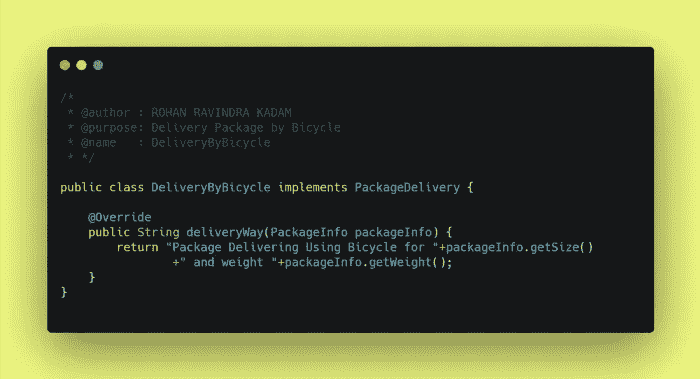 /*
 * @author : ROHAN RAVINDRA KADAM
 * @purpose: Delivery Package by Bicycle
 * @name   : DeliveryByBicycle
 * */
public class DeliveryByBicycle implements PackageDelivery {
    @Override
    public String deliveryWay(PackageInfo packageInfo) {
        return "Package Delivering Using Bicycle for "+packageInfo.getSize()
                +" and weight "+packageInfo.getWeight();
    }
}